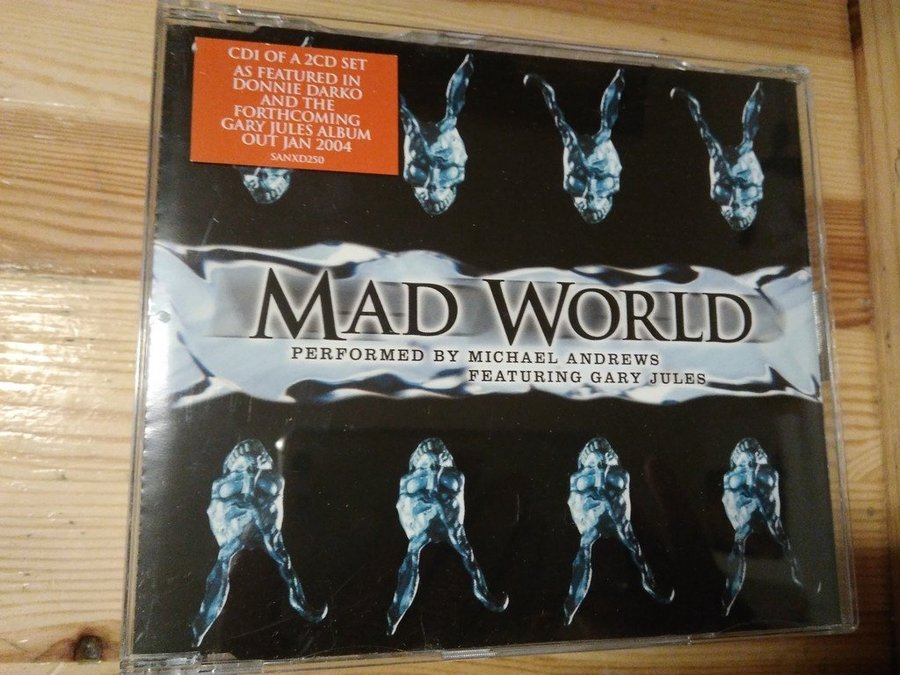 CD1 OF A 2CD SET
AS FEATURED IN
DONNIE DARKO
AND THE
FORTHCOMING
GARY JULES ALBUM
OUT JAN 2004
SANXD250
MAD WORLD
PERFORMED BY MICHAEL ANDREWS
FEATURING GARY JULES